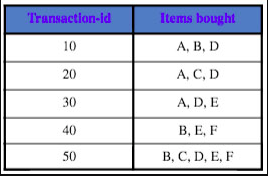 Transaction-id Items bought
10 A, B, D
20 A, C, D
30 A, D, E
40 B, E, F
50 B, C, D, E, F